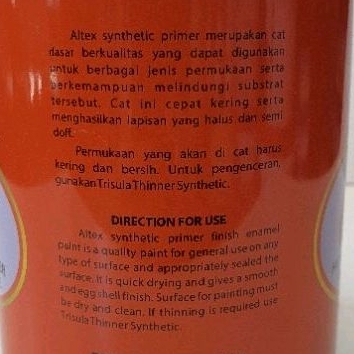 Altex synthetic primer merupakan cat
dasar berkualitas yang dapat digunakan
untuk berbagai jenis permukaan serta
berkemampuan melindungi substrat
tersebut. Cat ini cepat kering serta
menghasilkan lapisan yang halus dan semi
doff.
Permukaan yang akan di cat harus
kering dan bersih. Untuk pengenceran,
gunakan Trisula Thinner Synthetic.
DIRECTION FOR USE
Altex synthetic primer finish enamel
paint is a quality paint for general use on any
type of surface and appropriately sealed the
surface. It is quick drying and gives a smooth
and eggshell finish. Surface for painting must
be dry and clean. If thinning is required use
Trisula Thinner Synthetic.